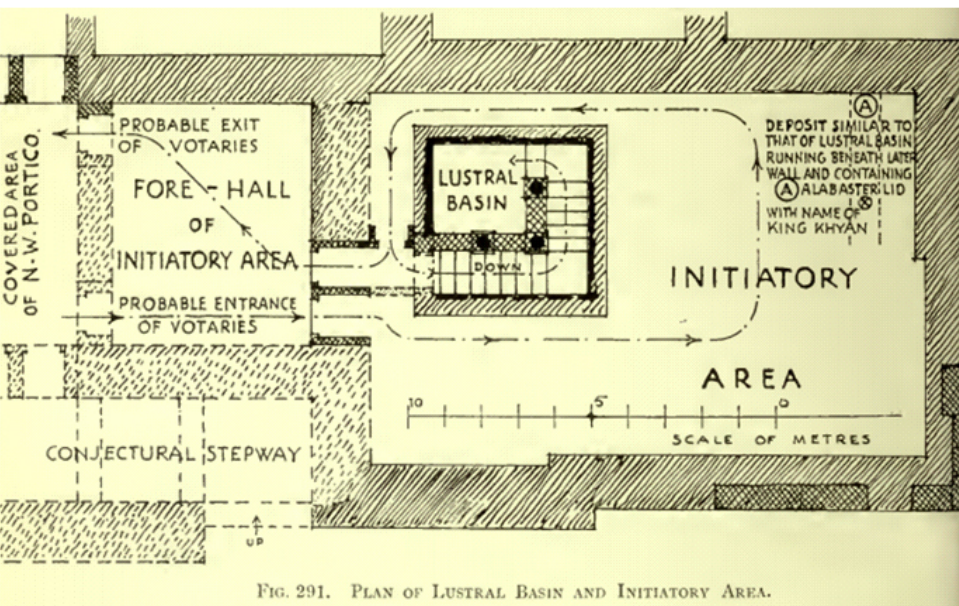 COVERED AREA
OF N.W. PORTICO.
PROBABLE EXIT
OF VOTARIES
FORE-HALL
OF
INITIATORY AREA
PROBABLE ENTRANCE
OF VOTARIES
LUSTRAL
BASIN
DOWN
A
DEPOSIT SIMILAR TO
THAT OF LUSTRAL BASIN
RUNNING BENEATH LATER
WALL AND CONTAINING
A ALABASTER LID
WITH NAME OF
KING KHYAN
INITIATORY
AREA
10 5 0
SCALE OF METRES
CONJECTURAL STEPWAY
UP
FIG. 291. PLAN OF LUSTRAL BASIN AND INITIATORY AREA.